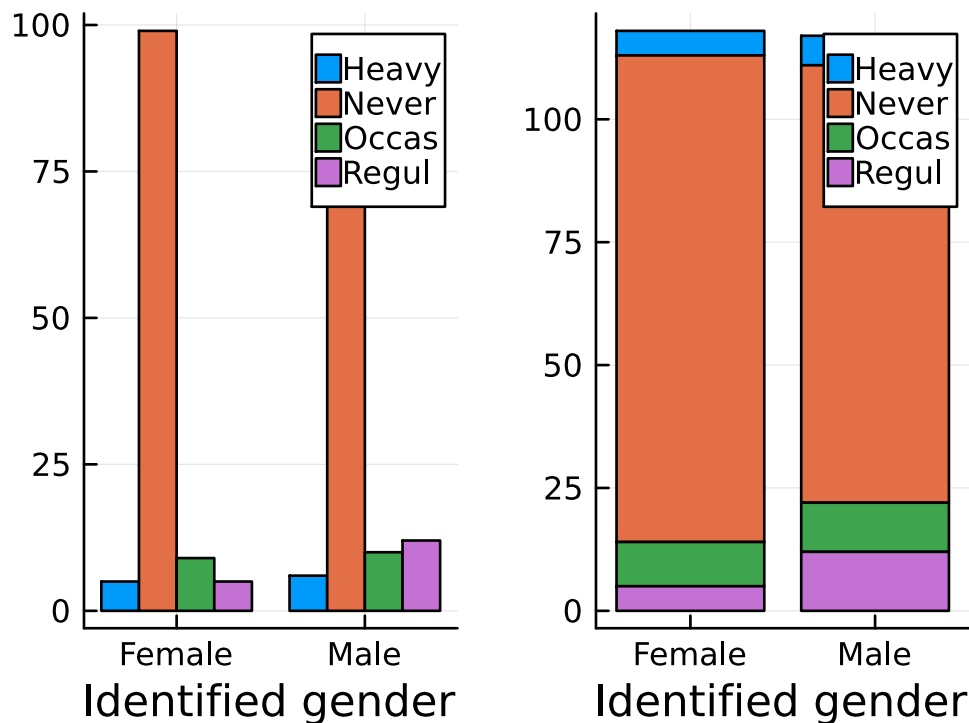 100
75
50
25
0
Heavy
Never
Occas
Regul
Female Male
Identified gender
100
75
50
25
0
Heavy
Never
Occas
Regul
Female Male
Identified gender